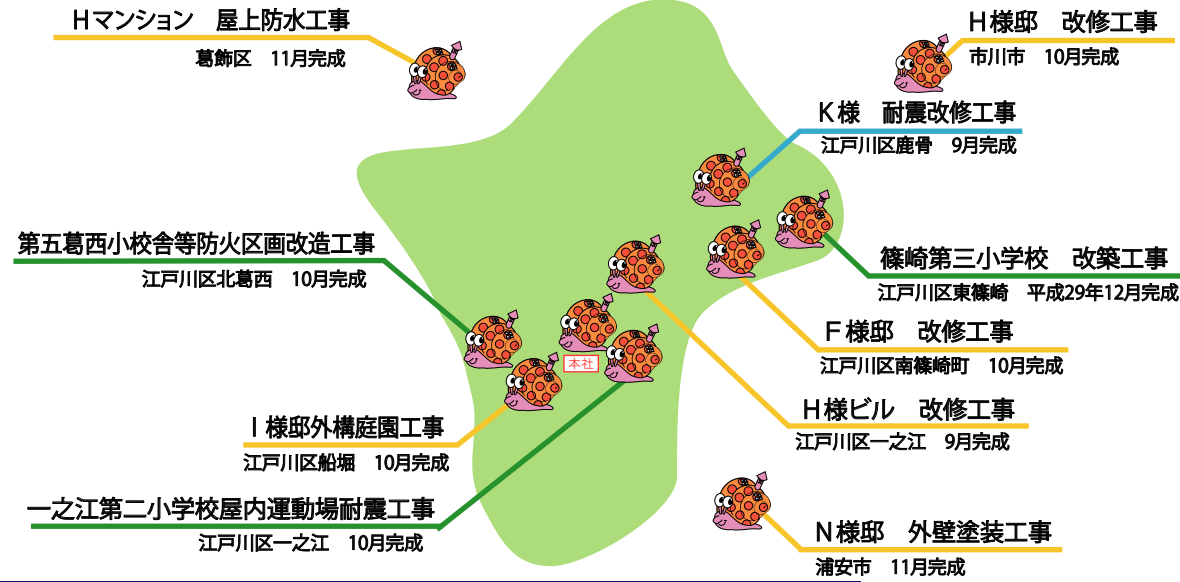 Hマンション　屋上防水工事
葛飾区　11月完成
H様邸　改修工事
市川市　10月完成
K様　耐震改修工事
江戸川区鹿骨　9月完成
第五葛西小校舎等防火区画改造工事
江戸川区北葛西　10月完成
篠崎第三小学校　改築工事
江戸川区東篠崎　平成29年12月完成
F様邸　改修工事
江戸川区南篠崎町　10月完成
本社
H様ビル　改修工事
江戸川区一之江　9月完成
I様邸外構庭園工事
江戸川区船堀　10月完成
一之江第二小学校屋内運動場耐震工事
江戸川区一之江　10月完成
N様邸　外壁塗装工事
浦安市　11月完成